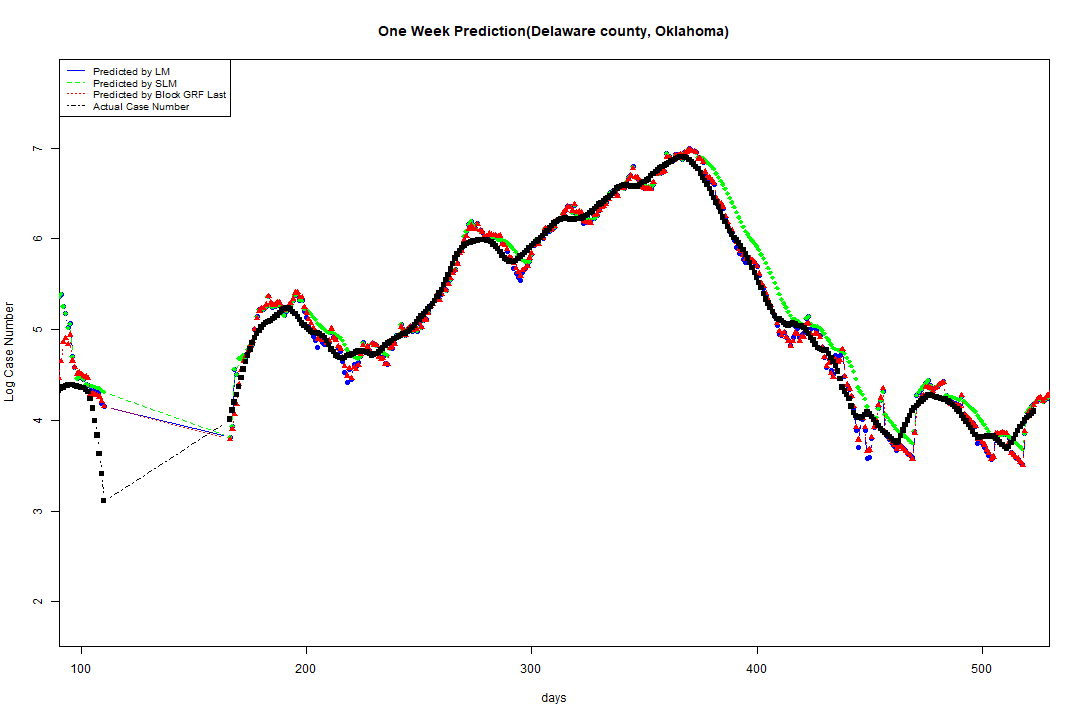 One Week Prediction(Delaware county, Oklahoma)
Predicted by LM
Predicted by SLM
Predicted by Block GRF Last
Actual Case Number
Log Case Number
7
6
5
4
3
2
100 200 300 400 500
days